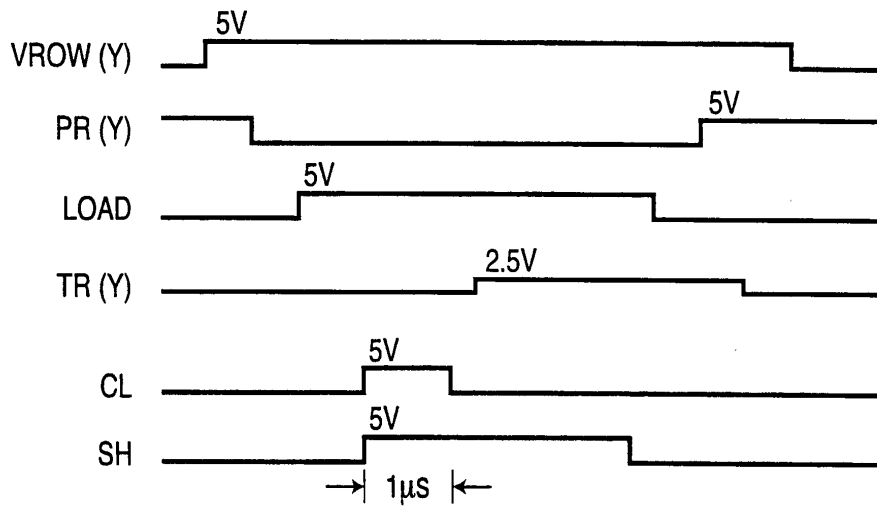 5V
VROW (Y)
5V
PR (Y)
5V
LOAD
2.5V
TR (Y)
5V
CL
5V
SH
1μs